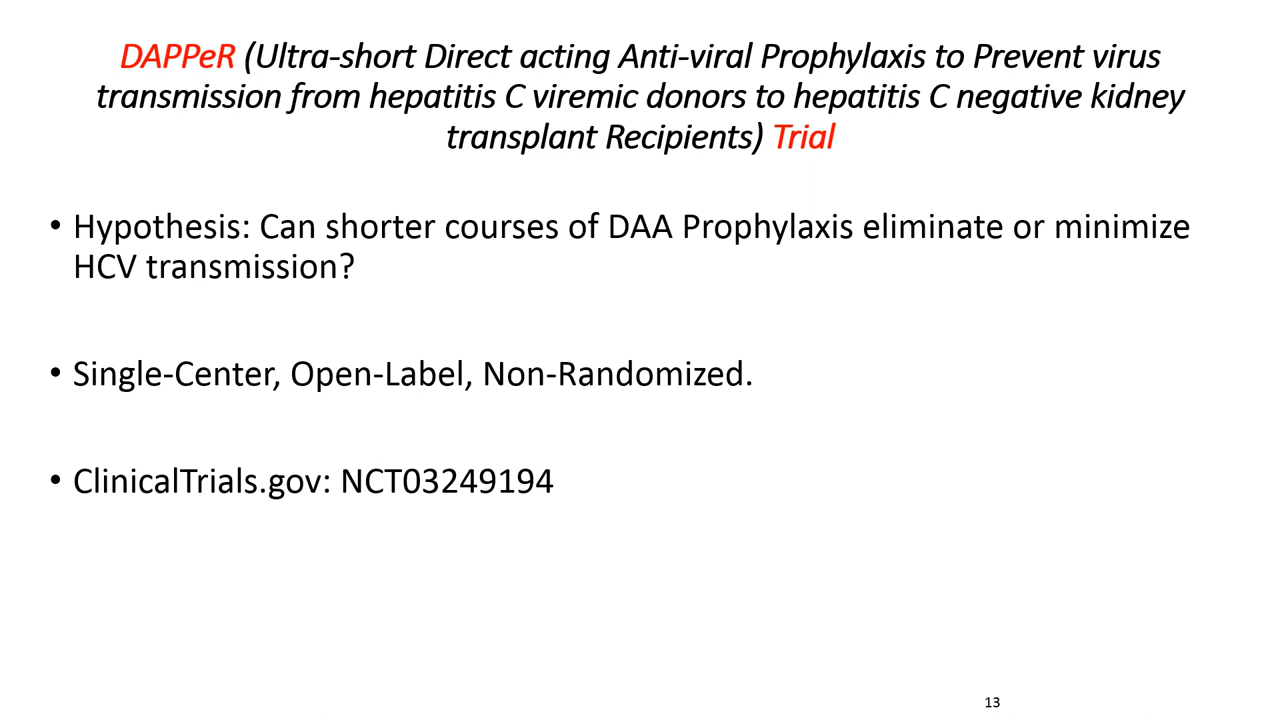 DAPPeR (Ultra-short Direct acting Anti-viral Prophylaxis to Prevent virus
transmission from hepatitis C viremic donors to hepatitis C negative kidney
transplant Recipients) Trial
• Hypothesis: Can shorter courses of DAA Prophylaxis eliminate or minimize
HCV transmission?
• Single-Center, Open-Label, Non-Randomized.
• ClinicalTrials.gov: NCT03249194
13